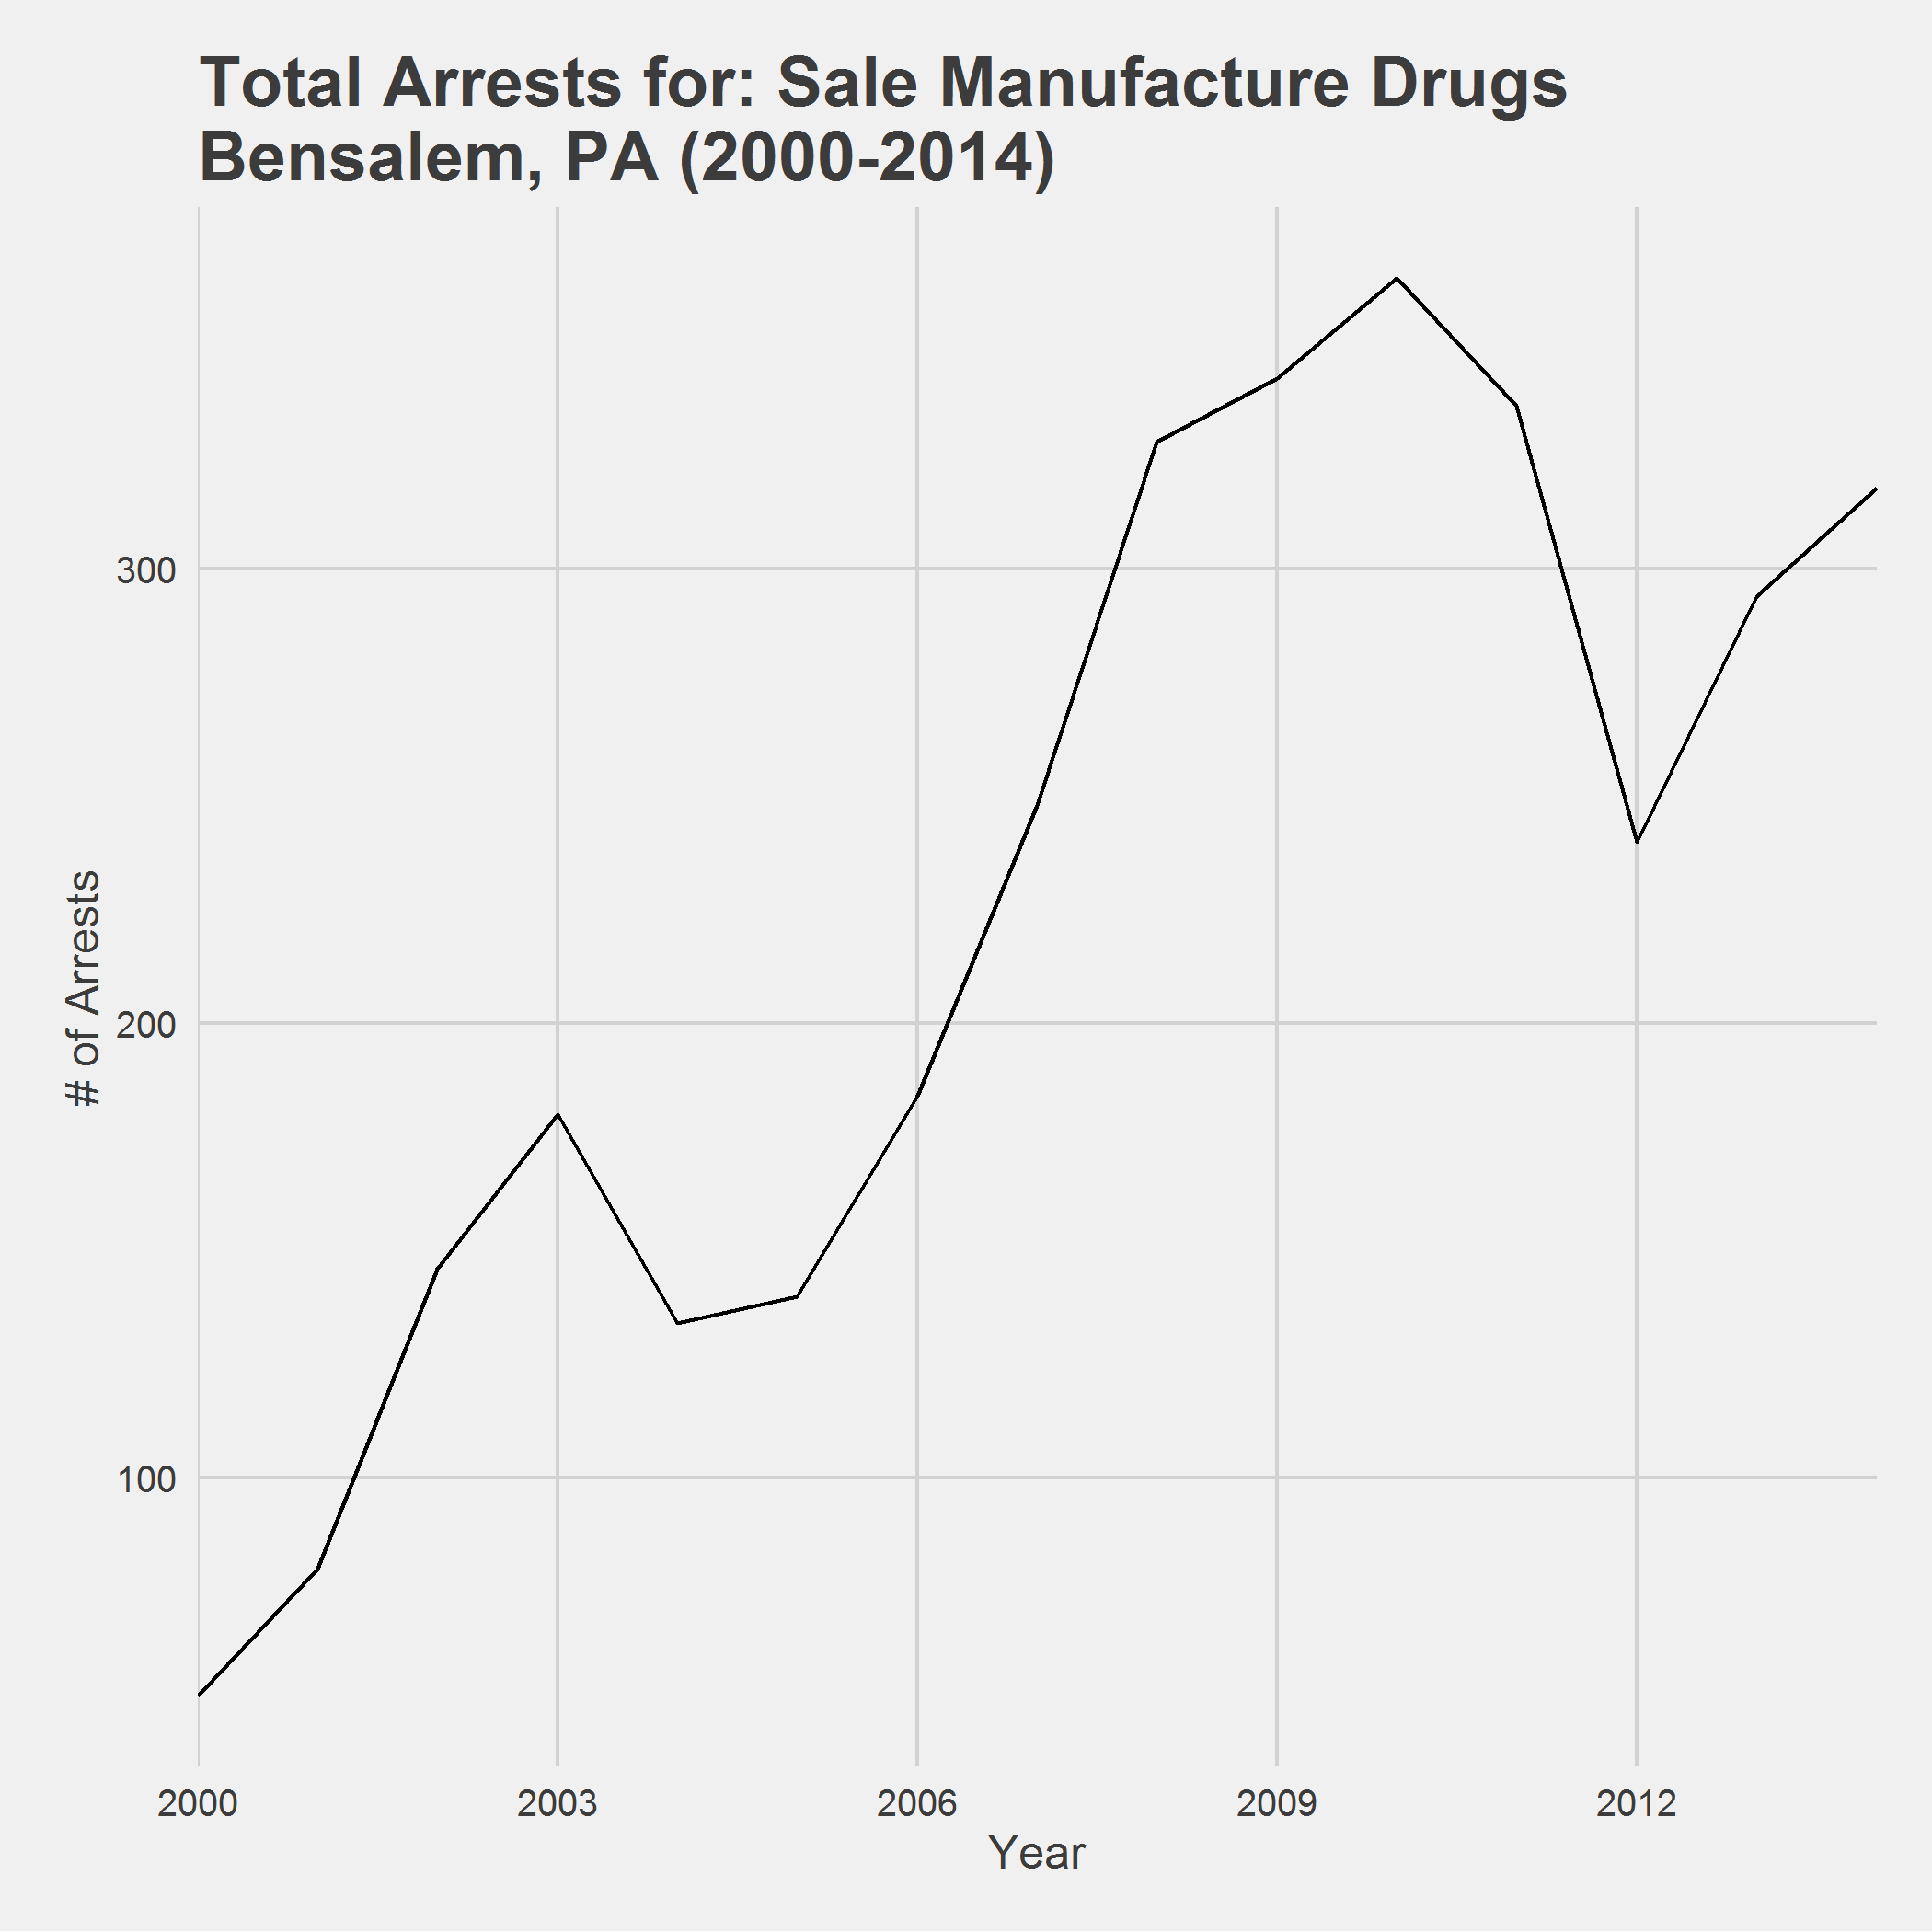 Total Arrests for: Sale Manufacture Drugs
Bensalem, PA (2000-2014)
# of Arrests
300
200
100
2000
2003
2006
2009
2012
Year